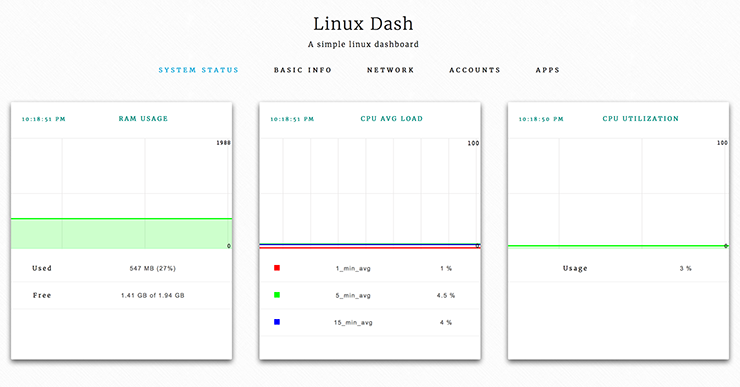 Linux Dash
A simple linux dashboard
SYSTEM STATUS BASIC INFO NETWORK ACCOUNTS APPS
10:18:51 PM RAM USAGE
1988
0
Used 547 MB (27%)
Free 1.41 GB of 1.94 GB
10:18:51 PM CPU AVG LOAD
100
0
1_min_avg 1 %
5_min_avg 4.5 %
15_min_avg 4 %
10:18:50 PM CPU UTILIZATION
100
0
Usage 3 %